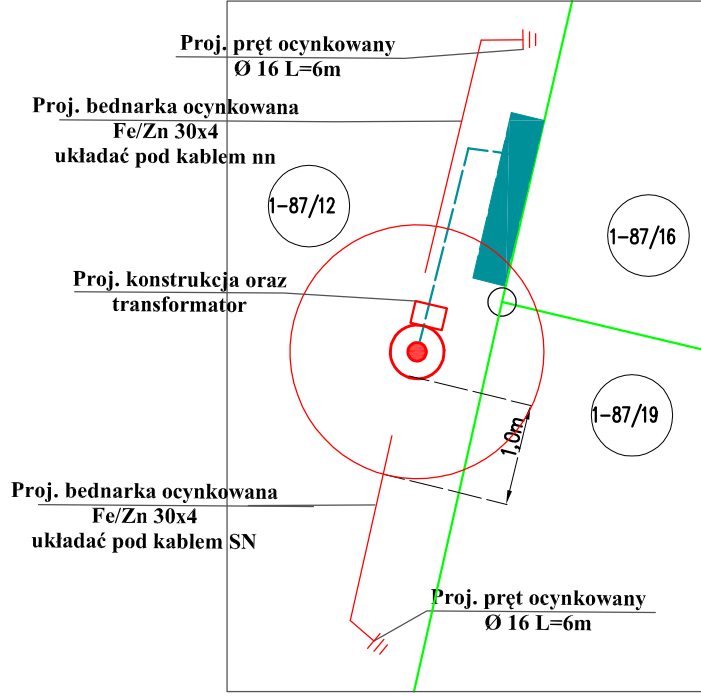 Proj. pręt ocynkowany
Ø 16 L=6m
Proj. bednarka ocynkowana
Fe/Zn 30x4
układać pod kablem nn
1-87/12
1-87/16
Proj. konstrukcja oraz
transformator
1-87/19
1,0m
Proj. bednarka ocynkowana
Fe/Zn 30x4
układać pod kablem SN
Proj. pręt ocynkowany
Ø 16 L=6m